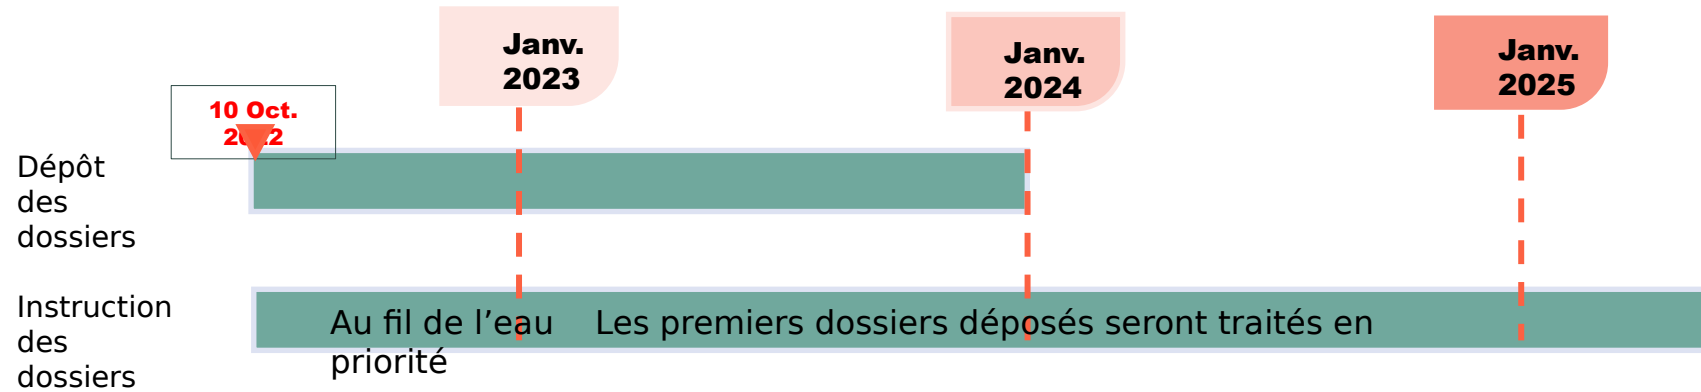 Janv.
2023
Janv.
2024
Janv.
2025
10 Oct.
2022
Dépôt
des
dossiers
Instruction
des
dossiers
Au fil de l’eau    Les premiers dossiers déposés seront traités en
priorité